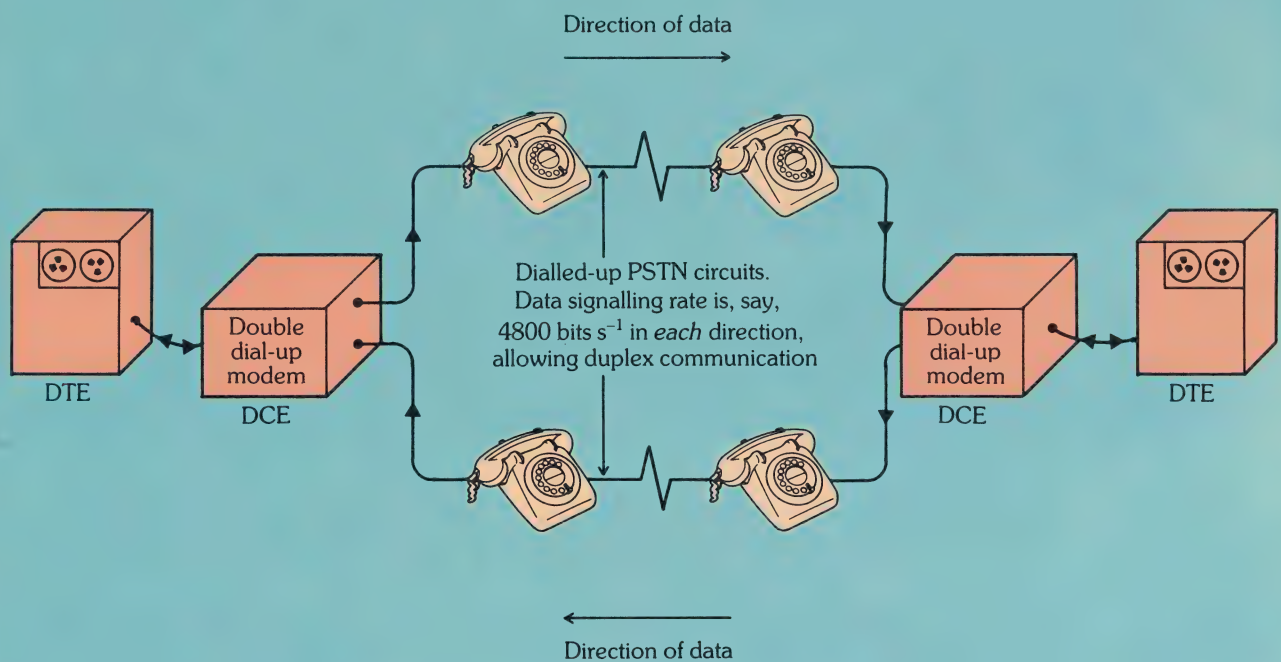 Direction of data
Dialled-up PSTN circuits.
Data signalling rate is, say,
4800 bits s⁻¹ in each direction,
allowing duplex communication
Double
dial-up
modem
DTE
DCE
Double
dial-up
modem
DCE
DTE
Direction of data